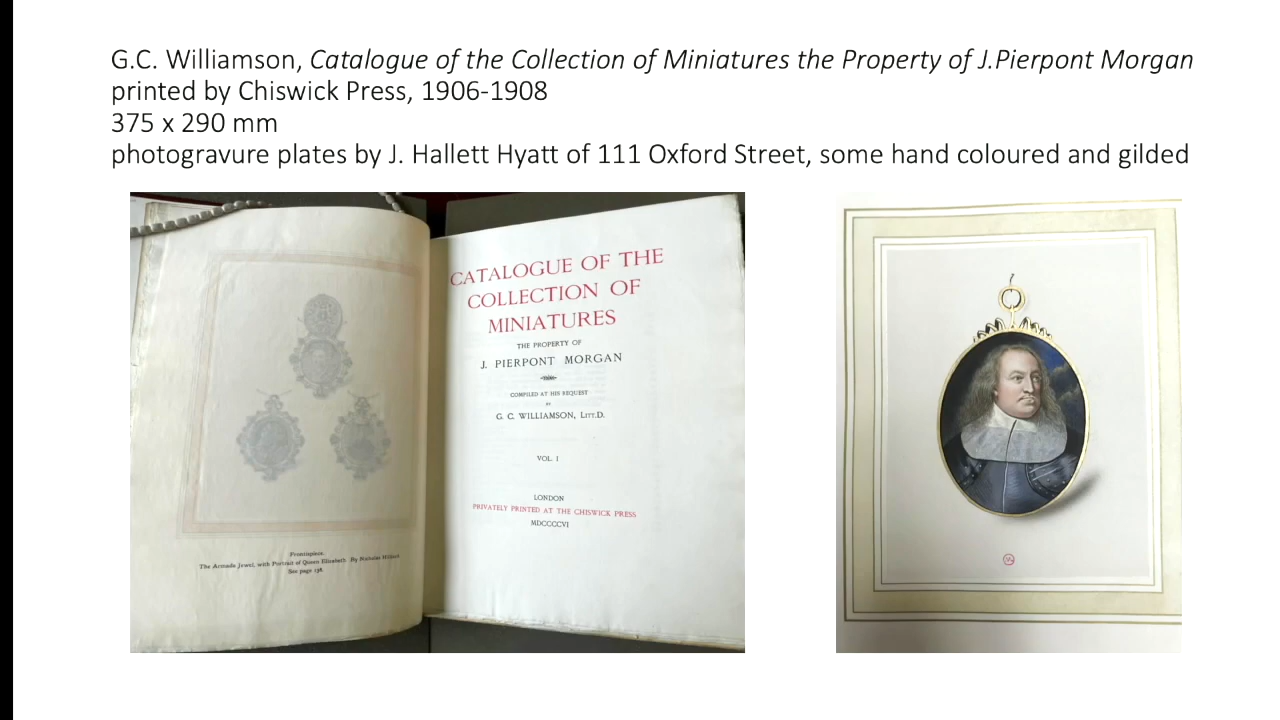 G.C. Williamson, Catalogue of the Collection of Miniatures the Property of J.Pierpont Morgan
printed by Chiswick Press, 1906-1908
375 x 290 mm
photogravure plates by J. Hallett Hyatt of 111 Oxford Street, some hand coloured and gilded
Frontispiece.
The Armada Jewel, with Portrait of Queen Elizabeth. By Nicholas Hilliard.
See page 138.
CATALOGUE OF THE
COLLECTION OF
MINIATURES
THE PROPERTY OF
J. PIERPONT MORGAN
COMPILED AT HIS REQUEST
BY
G. C. WILLIAMSON, LITT.D.
VOL. I
LONDON
PRIVATELY PRINTED AT THE CHISWICK PRESS
MDCCCCVI